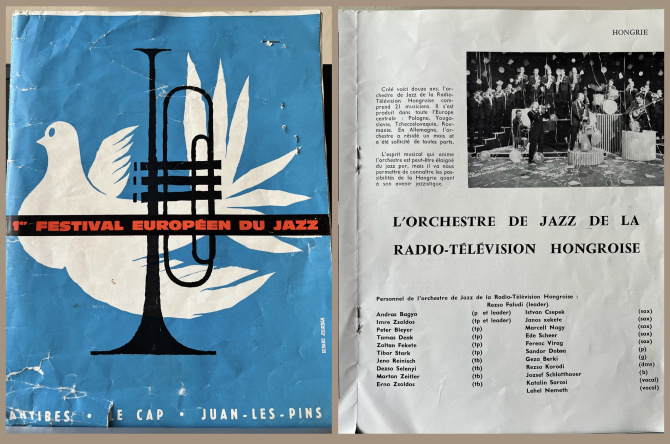 1er FESTIVAL EUROPÉEN DU JAZZ
ANTIBES • LE CAP • JUAN-LES-PINS
HONGRIE
Créé voici douze ans, l'or-
chestre de Jazz de la Radio-
Télévision Hongroise com-
prend 21 musiciens. Il s'est
produit dans toute l'Europe
centrale : Pologne, Yougo-
slavie, Tchécoslovaquie, Rou-
manie. En Allemagne, l'or-
chestre a résidé un mois et
a été sollicité de toutes parts.
L'esprit musical qui anime
l'orchestre est peut-être éloigné
du jazz pur, mais il va nous
permettre de connaître les pos-
sibilités de la Hongrie quant
à son avenir jazzistique.
L'ORCHESTRE DE JAZZ DE LA
RADIO-TÉLÉVISION HONGROISE
Personnel de l'orchestre de Jazz de la Radio-Télévision Hongroise :
Rezso Faludi (leader)
Andras Bagya (p et leader)
Imre Zsoldos (tp et leader)
Peter Bleyer (tp)
Tamas Deak (tp)
Zoltan Fekete (tp)
Tibor Stark (tp)
Jeno Reinisch (tb)
Dezso Selenyi (tb)
Marton Zeitler (tb)
Erno Zsoldos (tb)
Istvan Csepek (sax)
Janos xekete (sax)
Marcell Nagy (sax)
Ede Scheer (sax)
Ferenc Virag (sax)
Sandor Dobsa (p)
Geza Berki (g)
Rezso Korodi (dms)
Jozsef Schlotthauer (b)
Katalin Sarosi (vocal)
Lehel Nemeth (vocal)